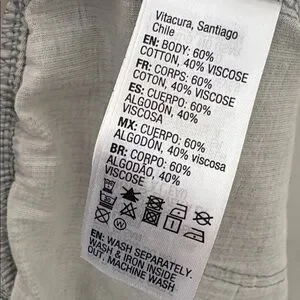 Vitacura, Santiago
Chile
EN: BODY: 60%
COTTON, 40% VISCOSE
FR: CORPS: 60%
COTON, 40% VISCOSE
ES: CUERPO: 60%
ALGODÓN, 40%
VISCOSA
MX: CUERPO: 60%
ALGODÓN, 40% viscosa
BR: CORPO: 60%
ALGODÃO, 40%
VISCOSE
EN: WASH SEPARATELY.
WASH & IRON INSIDE
OUT. MACHINE WASH